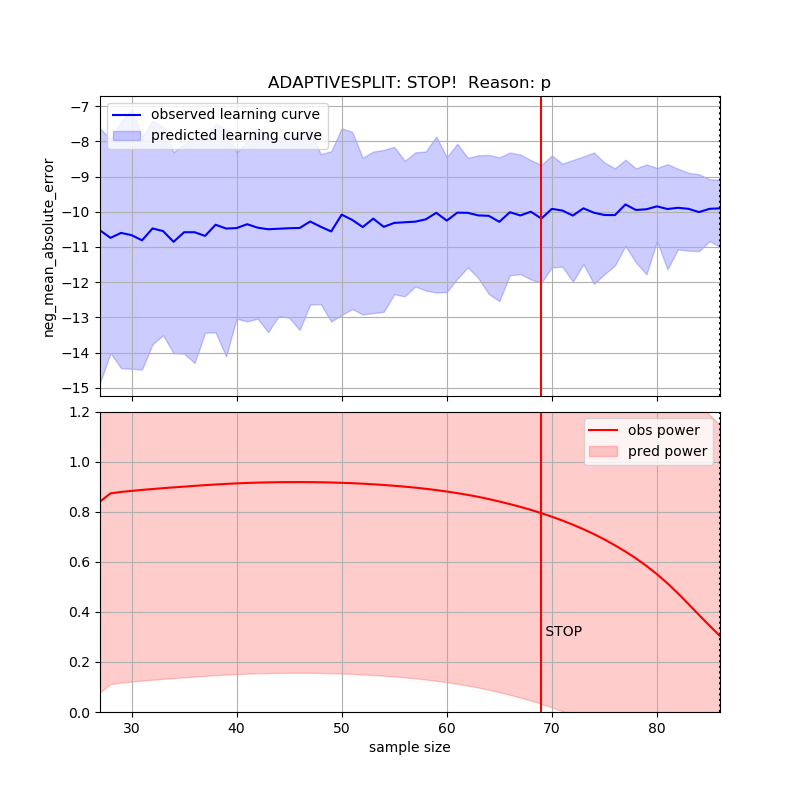 ADAPTIVESPLIT: STOP!  Reason: p
neg_mean_absolute_error
−7
−8
−9
−10
−11
−12
−13
−14
−15
observed learning curve
predicted learning curve
1.2
1.0
0.8
0.6
0.4
0.2
0.0
obs power
pred power
STOP
30 40 50 60 70 80
sample size